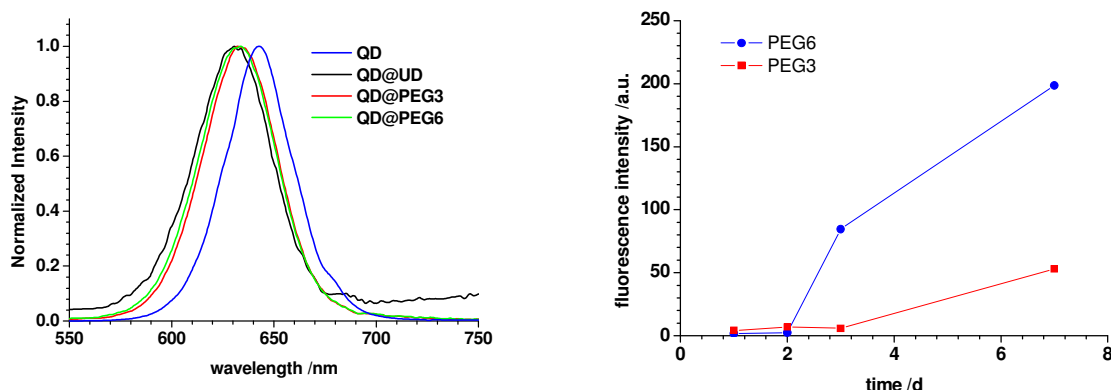 1.0
0.8
0.6
0.4
0.2
0.0
Normalized Intensity
550
600
650
700
750
wavelength /nm
QD
QD@UD
QD@PEG3
QD@PEG6
250
200
150
100
50
0
fluorescence intensity /a.u.
0
2
4
6
8
time /d
PEG6
PEG3